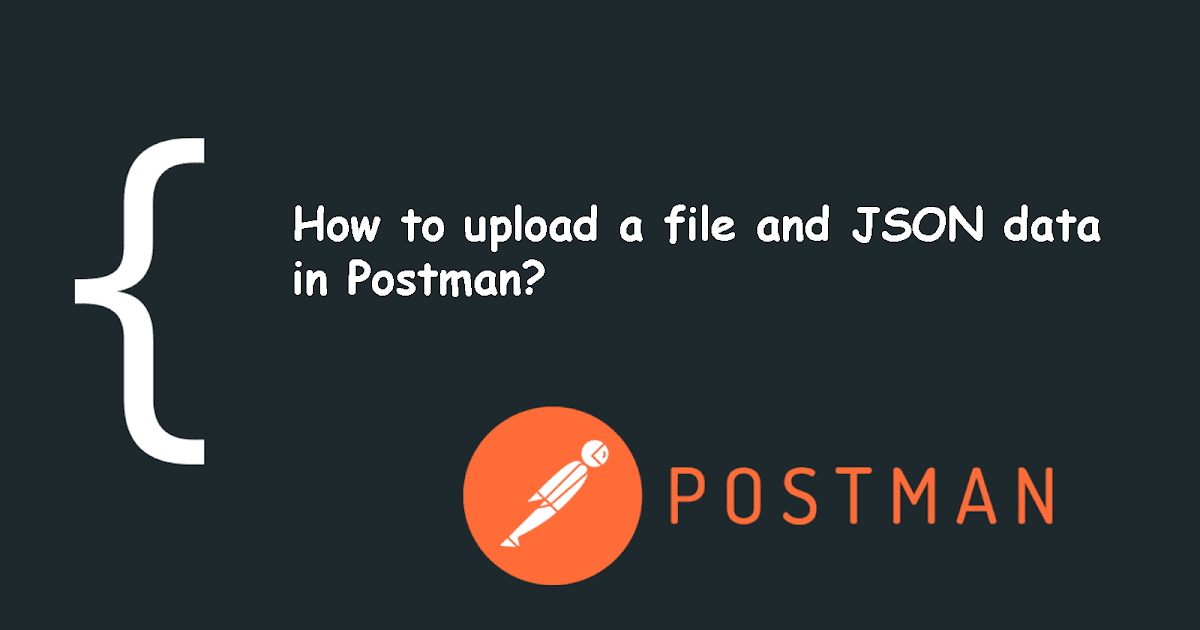 How to upload a file and JSON data
in Postman?
POSTMAN